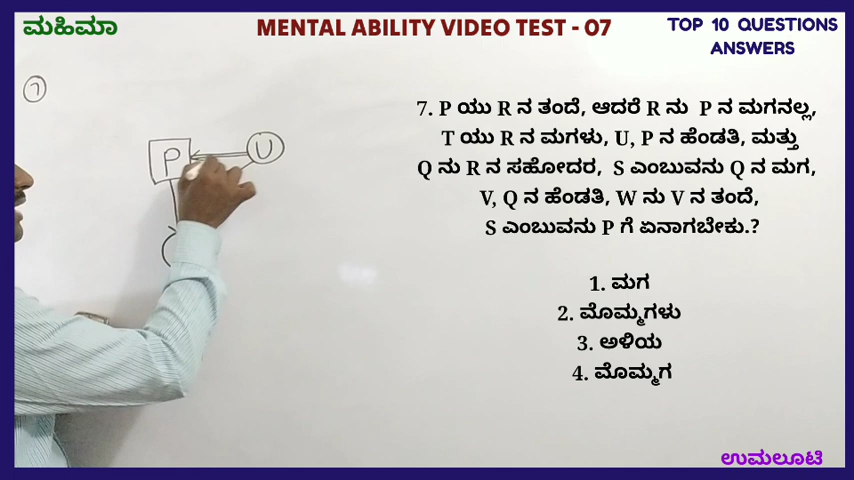 ಮಹಿಮಾ
MENTAL ABILITY VIDEO TEST - 07
TOP 10 QUESTIONS
ANSWERS
7
P
U
7. P ಯು R ನ ತಂದೆ, ಆದರೆ R ನು P ನ ಮಗನಲ್ಲ,
T ಯು R ನ ಮಗಳು, U, P ನ ಹೆಂಡತಿ, ಮತ್ತು
Q ನು R ನ ಸಹೋದರ, S ಎಂಬುವನು Q ನ ಮಗ,
V, Q ನ ಹೆಂಡತಿ, W ನು V ನ ತಂದೆ,
S ಎಂಬುವನು P ಗೆ ಏನಾಗಬೇಕು.?
1. ಮಗ
2. ಮೊಮ್ಮಗಳು
3. ಅಳಿಯ
4. ಮೊಮ್ಮಗ
ಉಮಲೂಟಿ